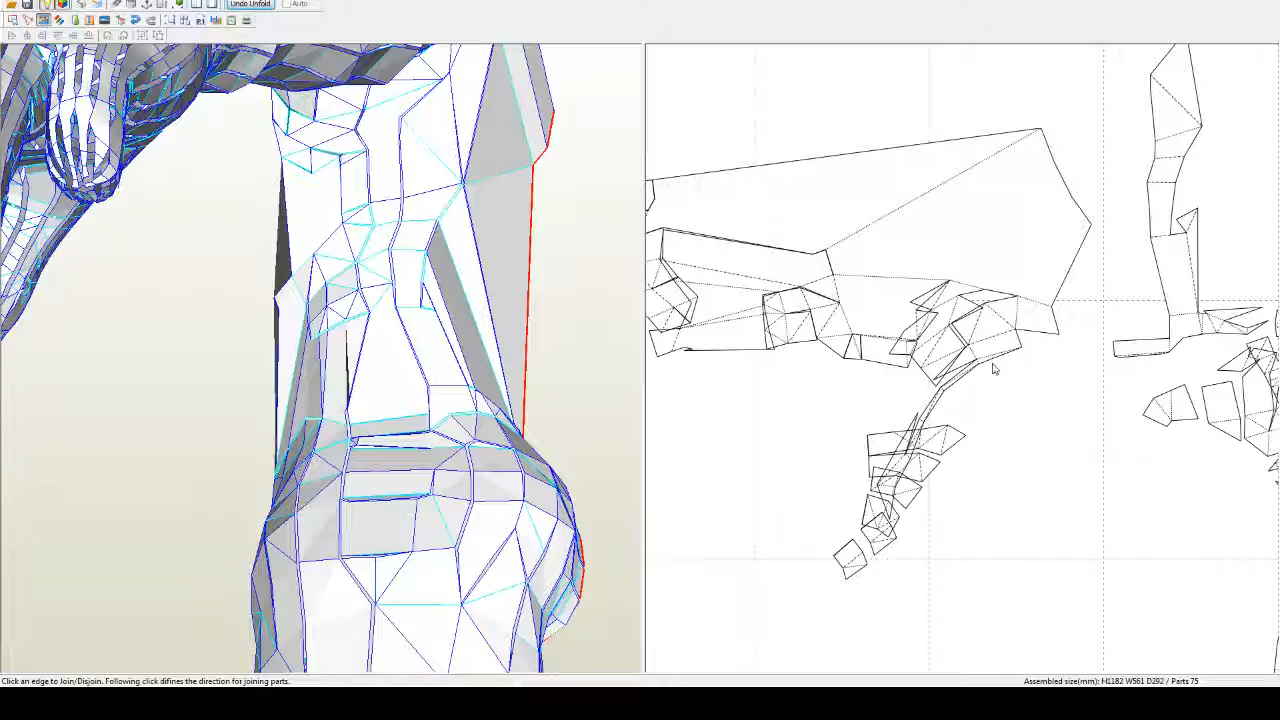 Undo Unfold
Auto
Click an edge to Join/Disjoin. Following click difines the direction for joining parts.
Assembled size(mm): H1182 W561 D292 / Parts 75